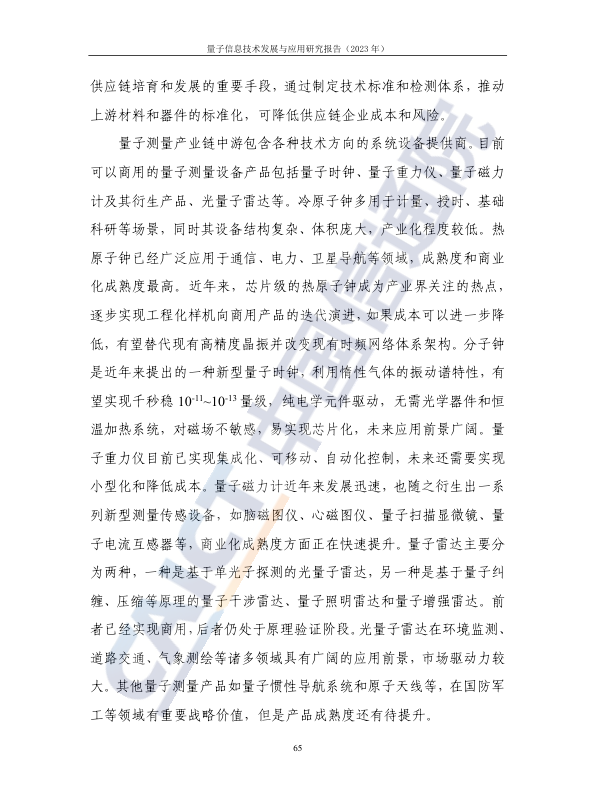 量子信息技术发展与应用研究报告（2023 年）
供应链培育和发展的重要手段，通过制定技术标准和检测体系，推动
上游材料和器件的标准化，可降低供应链企业成本和风险。
量子测量产业链中游包含各种技术方向的系统设备提供商。目前
可以商用的量子测量设备产品包括量子时钟、量子重力仪、量子磁力
计及其衍生产品、光量子雷达等。冷原子钟多用于计量、授时、基础
科研等场景，同时其设备结构复杂、体积庞大，产业化程度较低。热
原子钟已经广泛应用于通信、电力、卫星导航等领域，成熟度和商业
化成熟度最高。近年来，芯片级的热原子钟成为产业界关注的热点，
逐步实现工程化样机向商用产品的迭代演进，如果成本可以进一步降
低，有望替代现有高精度晶振并改变现有时频网络体系架构。分子钟
是近年来提出的一种新型量子时钟，利用惰性气体的振动谱特性，有
望实现千秒稳 10-11~10-13 量级，纯电学元件驱动，无需光学器件和恒
温加热系统，对磁场不敏感，易实现芯片化，未来应用前景广阔。量
子重力仪目前已实现集成化、可移动、自动化控制，未来还需要实现
小型化和降低成本。量子磁力计近年来发展迅速，也随之衍生出一系
列新型测量传感设备，如脑磁图仪、心磁图仪、量子扫描显微镜、量
子电流互感器等，商业化成熟度方面正在快速提升。量子雷达主要分
为两种，一种是基于单光子探测的光量子雷达，另一种是基于量子纠
缠、压缩等原理的量子干涉雷达、量子照明雷达和量子增强雷达。前
者已经实现商用，后者仍处于原理验证阶段。光量子雷达在环境监测、
道路交通、气象测绘等诸多领域具有广阔的应用前景，市场驱动力较
大。其他量子测量产品如量子惯性导航系统和原子天线等，在国防军
工等领域有重要战略价值，但是产品成熟度还有待提升。
65
CAICT 中国信通院